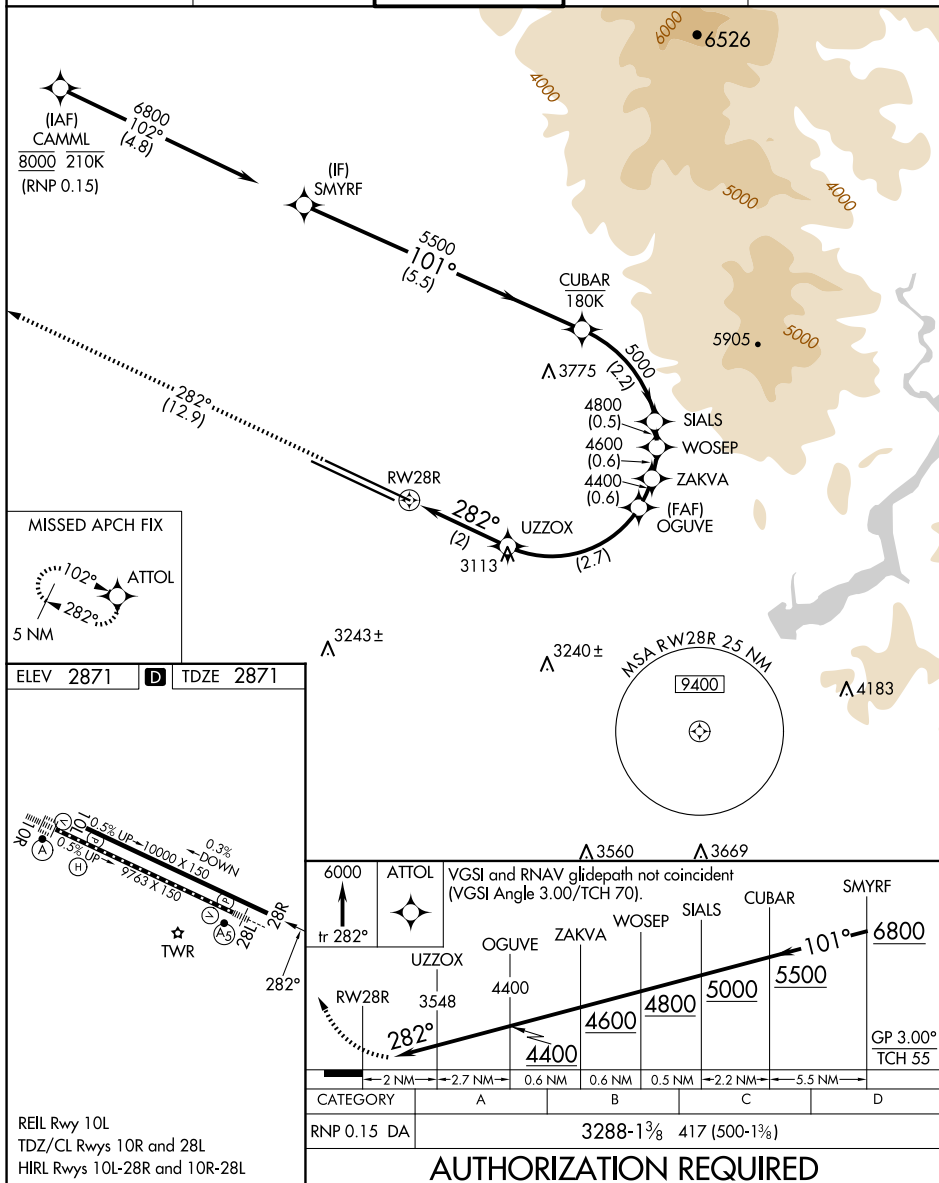 6000
6526
4000
(IAF)
CAMML
8000 210K
(RNP 0.15)
6800
102°
(4.8)
(IF)
SMYRF
5500
101°
(5.5)
5000
4000
CUBAR
180K
5905
5000
3775
5000
(2.2)
4800
(0.5)
SIALS
4600
(0.6)
WOSEP
4400
(0.6)
ZAKVA
(FAF)
OGUVE
282°
(12.9)
RW28R
282°
(2)
UZZOX
3113
(2.7)
MISSED APCH FIX
102°
ATTOL
282°
5 NM
3243±
3240±
MSA RW28R 25 NM
9400
4183
3560
3669
ELEV 2871
D
TDZE 2871
10R
10L
0.5% UP
10000 X 150
0.3%
DOWN
0.5% UP
9763 X 150
V
P
A
H
P
V
A5
28R
28L
TWR
282°
REIL Rwy 10L
TDZ/CL Rwys 10R and 28L
HIRL Rwys 10L-28R and 10R-28L
6000
tr 282°
ATTOL
VGSI and RNAV glidepath not coincident
(VGSI Angle 3.00/TCH 70).
RW28R
UZZOX
3548
OGUVE
4400
ZAKVA
WOSEP
SIALS
CUBAR
SMYRF
282°
4400
4600
4800
5000
5500
101°
6800
GP 3.00°
TCH 55
2 NM
2.7 NM
0.6 NM
0.6 NM
0.5 NM
2.2 NM
5.5 NM
CATEGORY A B C D
RNP 0.15 DA 3288-1⅜ 417 (500-1⅜)
AUTHORIZATION REQUIRED